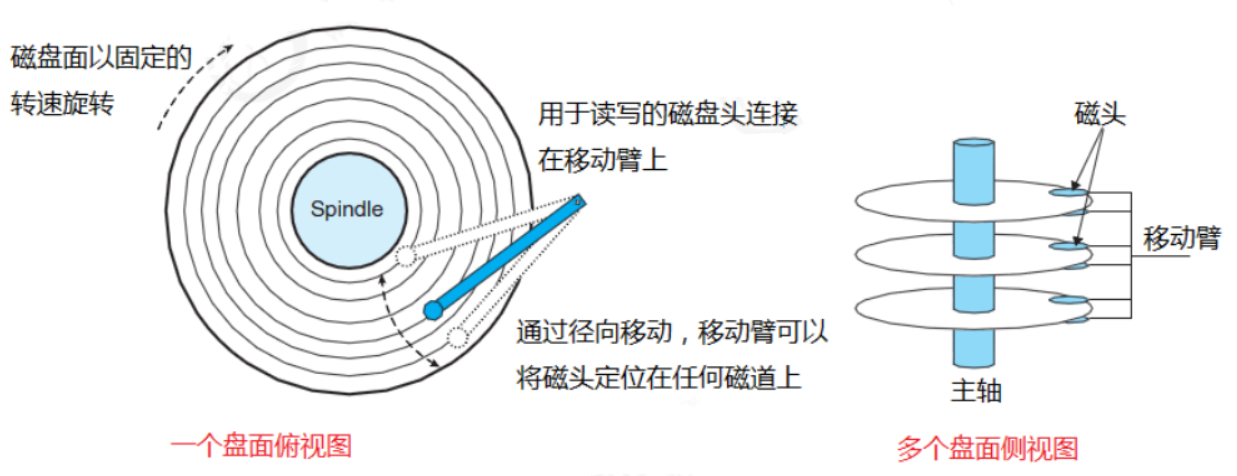 磁盘面以固定的
转速旋转
Spindle
用于读写的磁盘头连接
在移动臂上
通过径向移动，移动臂可以
将磁头定位在任何磁道上
一个盘面俯视图
磁头
移动臂
主轴
多个盘面侧视图